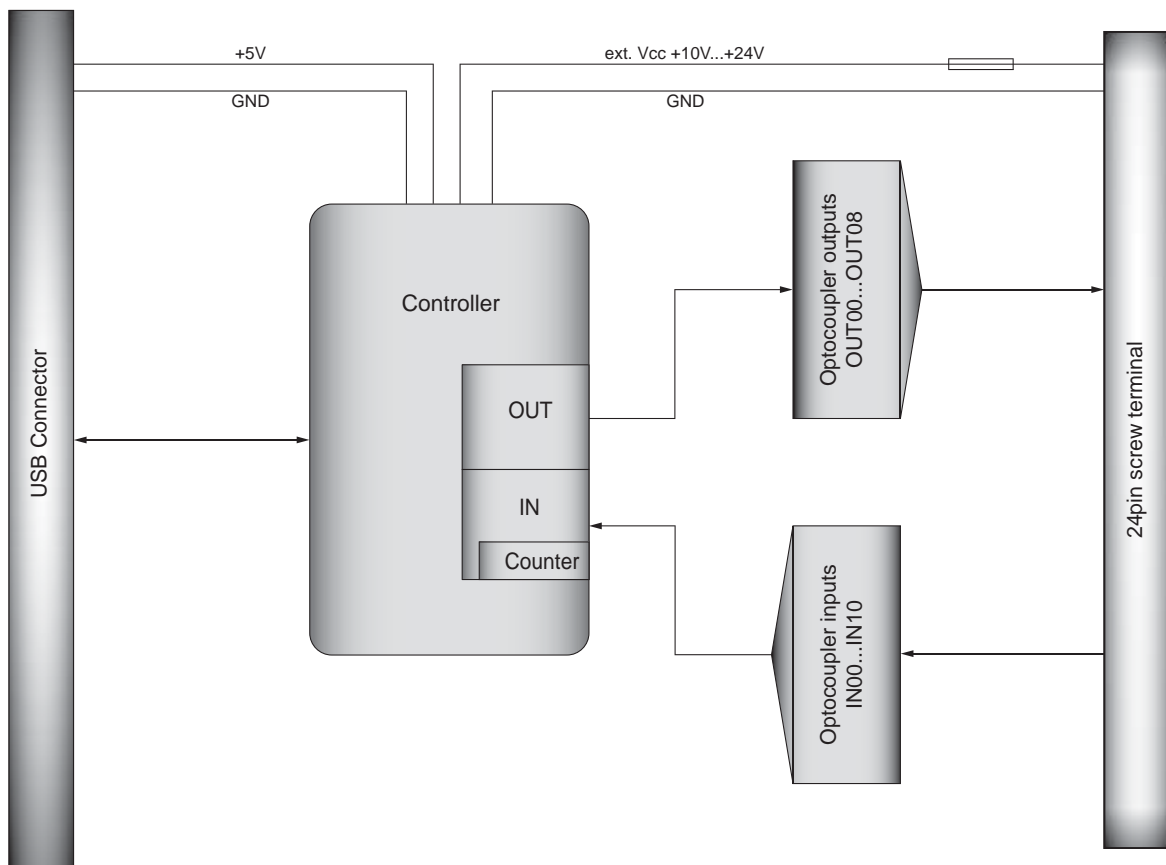 +5V
ext. Vcc +10V...+24V
GND
GND
USB Connector
Controller
OUT
IN
Counter
Optocoupler outputs
OUT00...OUT08
Optocoupler inputs
IN00...IN10
24pin screw terminal